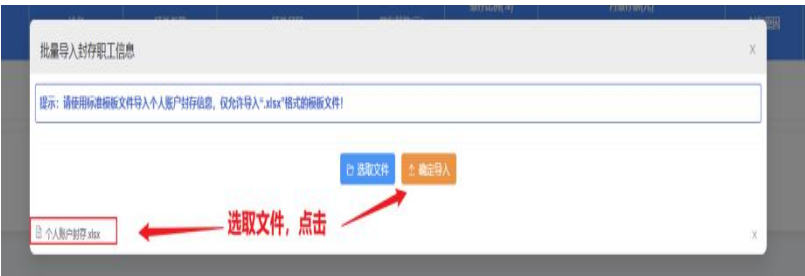 批量导入封存职工信息
X
提示：请使用标准模版文件导入个人账户封存信息，仅允许导入“.xlsx”格式的模版文件！
选取文件
确定导入
选取文件，点击
个人账户封存.xlsx
X